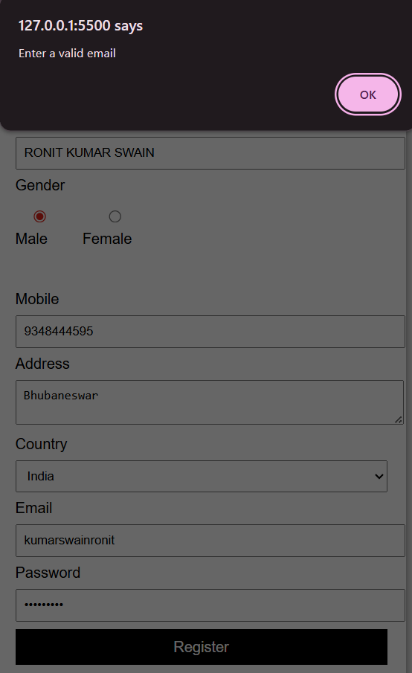 127.0.0.1:5500 says
Enter a valid email
OK
RONIT KUMAR SWAIN
Gender
Male Female
Mobile
9348444595
Address
Bhubaneswar
Country
India
Email
kumarswainronit
Password
•••••••••
Register